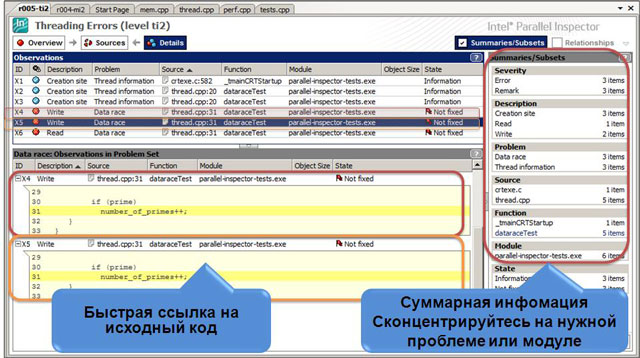 r005-ti2 r004-mi2 Start Page mem.cpp thread.cpp perf.cpp tests.cpp
Threading Errors (level ti2)
Intel® Parallel Inspector
Overview Sources Details
Summaries/Subsets Relationships
Observations ?
ID Description Problem Source Function Module Object Size State
X1 Creation site Thread information crtexe.c:582 _tmainCRTStartup parallel-inspector-tests.exe Information
X2 Creation site Thread information thread.cpp:20 dataraceTest parallel-inspector-tests.exe Information
X3 Creation site Thread information thread.cpp:20 dataraceTest parallel-inspector-tests.exe Information
X4 Write Data race thread.cpp:31 dataraceTest parallel-inspector-tests.exe Not fixed
X5 Write Data race thread.cpp:31 dataraceTest parallel-inspector-tests.exe Not fixed
X6 Read Data race thread.cpp:31 dataraceTest parallel-inspector-tests.exe Not fixed
Data race: Observations in Problem Set ?
ID Description Source Function Module Object Size State
X4 Write thread.cpp:31 dataraceTest parallel-inspector-tests.exe Not fixed
29
30 if (prime)
31 number_of_primes++;
32 }
33 }
X5 Write thread.cpp:31 dataraceTest parallel-inspector-tests.exe Not fixed
29
30 if (prime)
31 number_of_primes++;
32 }
33
Summaries/Subsets ?
Severity
Error 3 items
Remark 3 items
Description
Creation site 3 items
Read 1 item
Write 2 items
Problem
Data race 3 items
Thread information 3 items
Source
crtexe.c 1 item
thread.cpp 5 items
Function
_tmainCRTStartup 1 item
dataraceTest 5 items
Module
parallel-inspector-tests.exe 6 items
State
Быстрая ссылка на
исходный код
Суммарная инфомация
Сконцентрируйтесь на нужной
проблеме или модуле